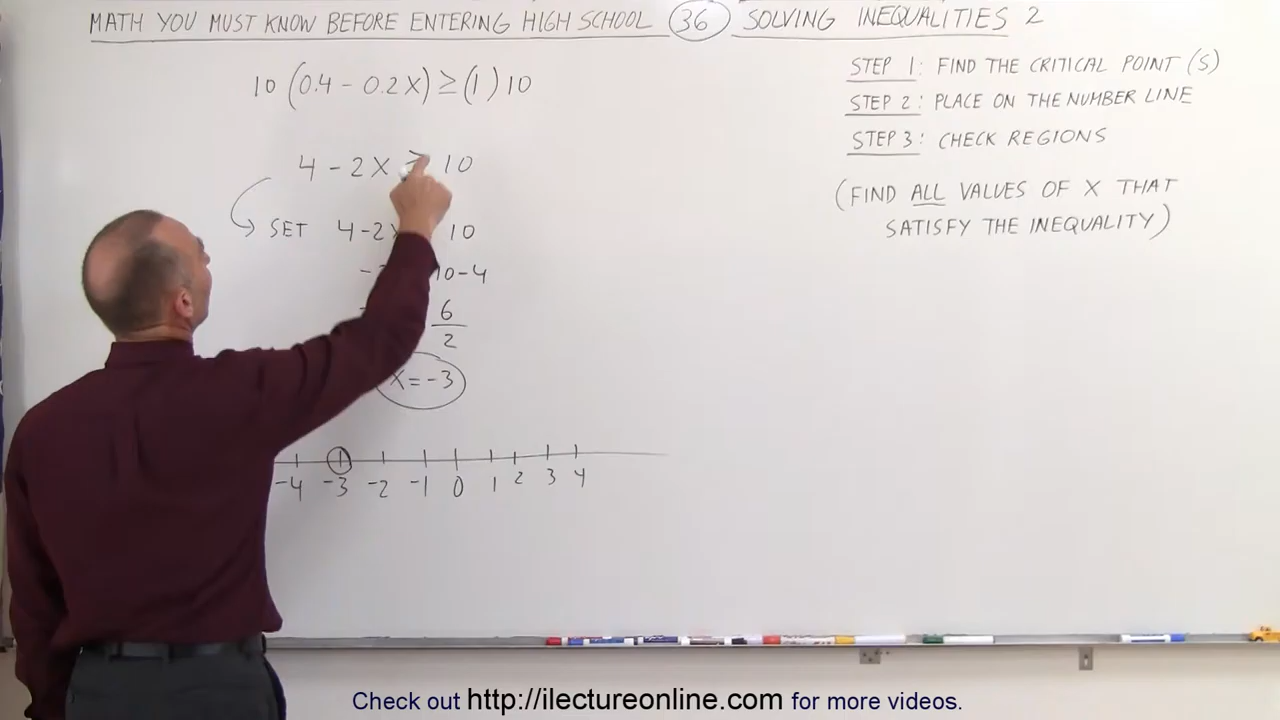 MATH YOU MUST KNOW BEFORE ENTERING HIGH SCHOOL 36 SOLVING INEQUALITIES 2
10 (0.4 - 0.2X) ≥ (1) 10
4 - 2X ≥ 10
SET 4-2X 10
10-4
6
2
X = -3
-4 -3 -2 -1 0 1 2 3 4
STEP 1: FIND THE CRITICAL POINT (S)
STEP 2: PLACE ON THE NUMBER LINE
STEP 3: CHECK REGIONS
(FIND ALL VALUES OF X THAT
SATISFY THE INEQUALITY)
Check out http://ilectureonline.com for more videos.